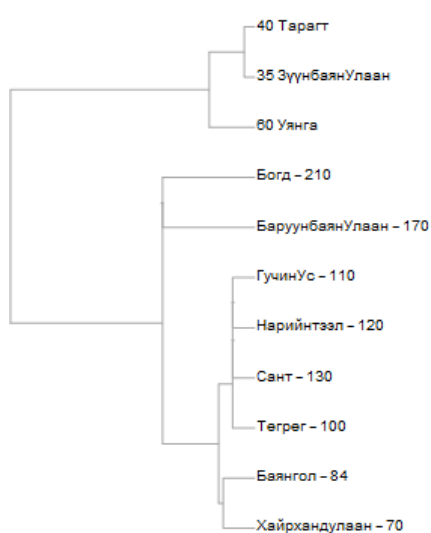 40 Тарагт
35 ЗүүнбаянУлаан
60 Уянга
Богд – 210
БаруунбаянУлаан – 170
ГучинУс – 110
Нарийнтээл – 120
Сант – 130
Төгрөг – 100
Баянгол – 84
Хайрхандулаан – 70